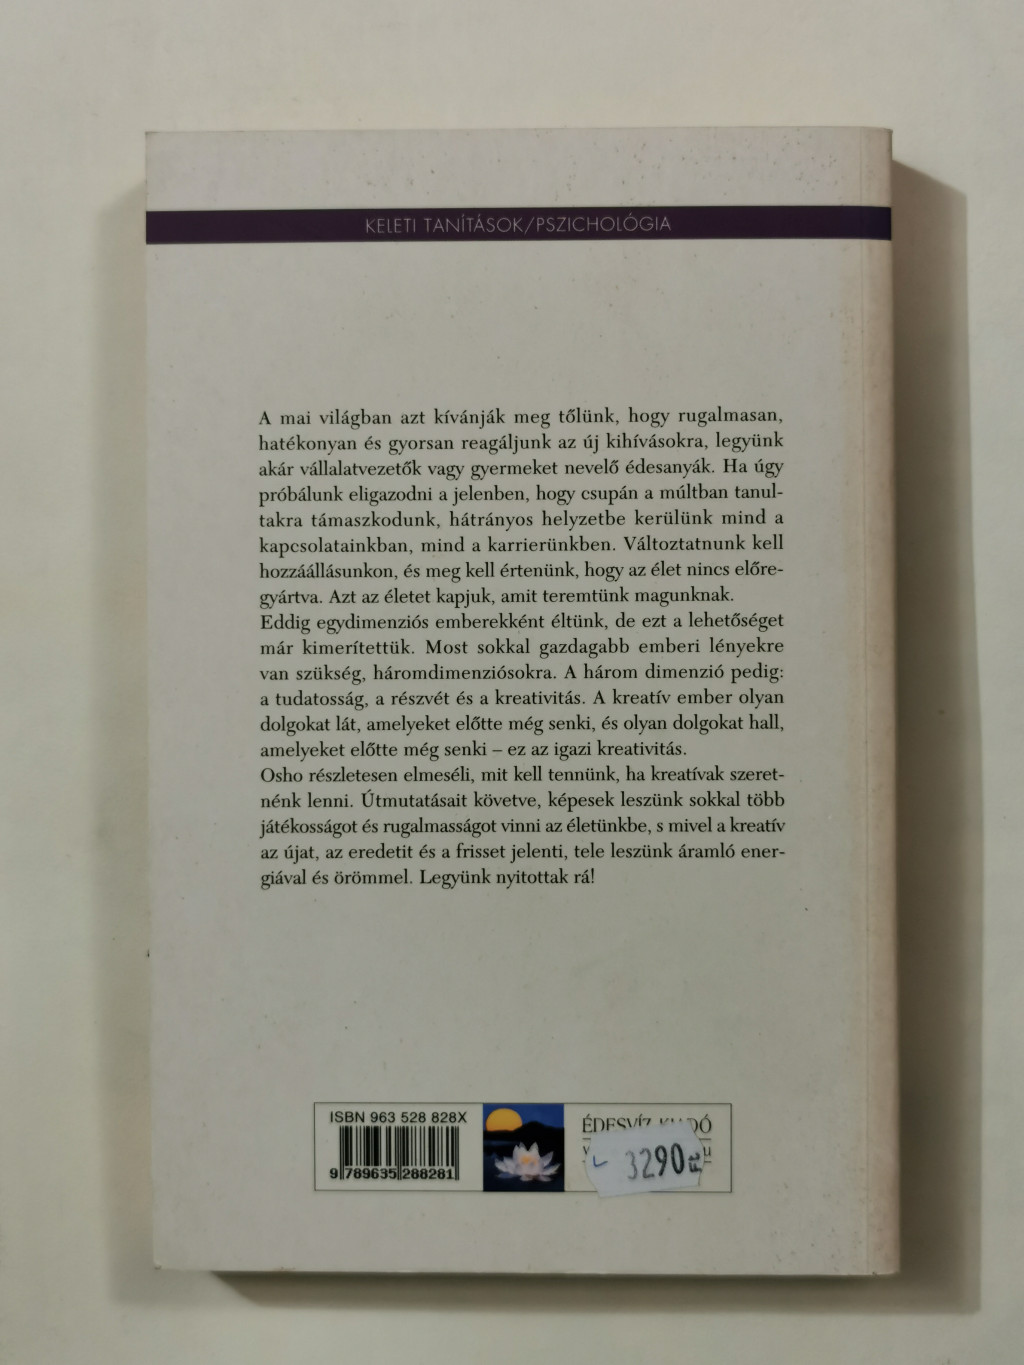 KELETI TANÍTÁSOK/PSZICHOLÓGIA
A mai világban azt kívánják meg tőlünk, hogy rugalmasan,
hatékonyan és gyorsan reagáljunk az új kihívásokra, legyünk
akár vállalatvezetők vagy gyermeket nevelő édesanyák. Ha úgy
próbálunk eligazodni a jelenben, hogy csupán a múltban tanul-
takra támaszkodunk, hátrányos helyzetbe kerülünk mind a
kapcsolatainkban, mind a karrierünkben. Változtatnunk kell
hozzáállásunkon, és meg kell értenünk, hogy az élet nincs előre-
gyártva. Azt az életet kapjuk, amit teremtünk magunknak.
Eddig egydimenziós emberekként éltünk, de ezt a lehetőséget
már kimerítettük. Most sokkal gazdagabb emberi lényekre
van szükség, háromdimenziósokra. A három dimenzió pedig:
a tudatosság, a részvét és a kreativitás. A kreatív ember olyan
dolgokat lát, amelyeket előtte még senki, és olyan dolgokat hall,
amelyeket előtte még senki – ez az igazi kreativitás.
Osho részletesen elmeséli, mit kell tennünk, ha kreatívak szeret-
nénk lenni. Útmutatásait követve, képesek leszünk sokkal több
játékosságot és rugalmasságot vinni az életünkbe, s mivel a kreatív
az újat, az eredetit és a frisset jelenti, tele leszünk áramló ener-
giával és örömmel. Legyünk nyitottak rá!
ISBN 963 528 828X
9 789635 288281
ÉDESVÍZ KIADÓ
3290